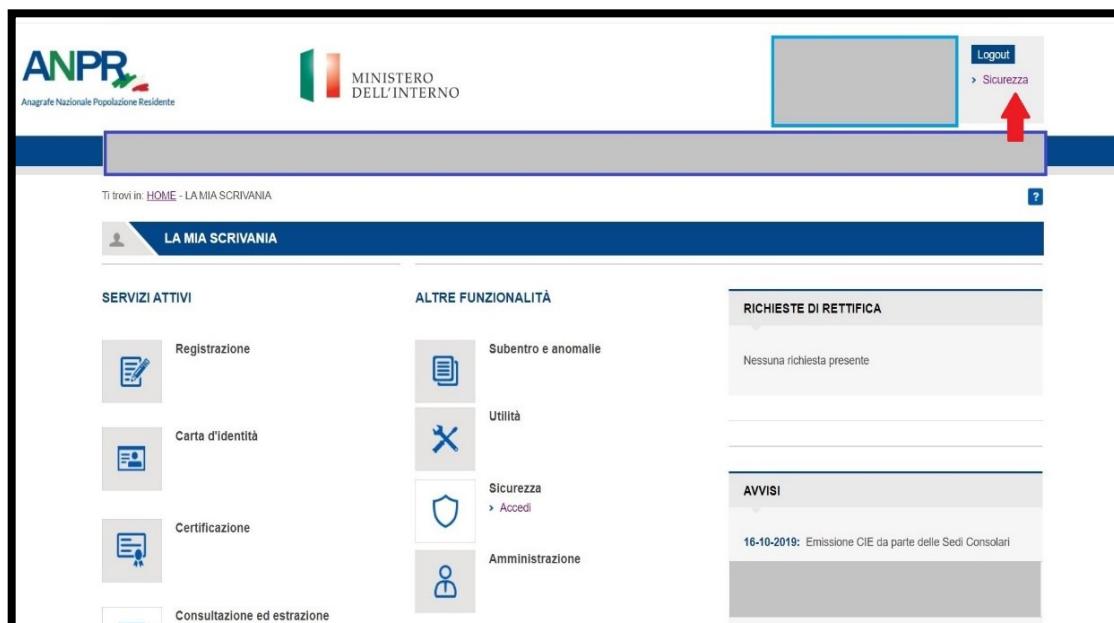 ANPR
Anagrafe Nazionale Popolazione Residente
MINISTERO
DELL'INTERNO
Logout
Sicurezza
Ti trovi in: HOME - LA MIA SCRIVANIA
?
LA MIA SCRIVANIA
SERVIZI ATTIVI
Registrazione
Carta d'identità
Certificazione
Consultazione ed estrazione
ALTRE FUNZIONALITÀ
Subentro e anomalie
Utilità
Sicurezza
Accedi
Amministrazione
RICHIESTE DI RETTIFICA
Nessuna richiesta presente
AVVISI
16-10-2019: Emissione CIE da parte delle Sedi Consolari